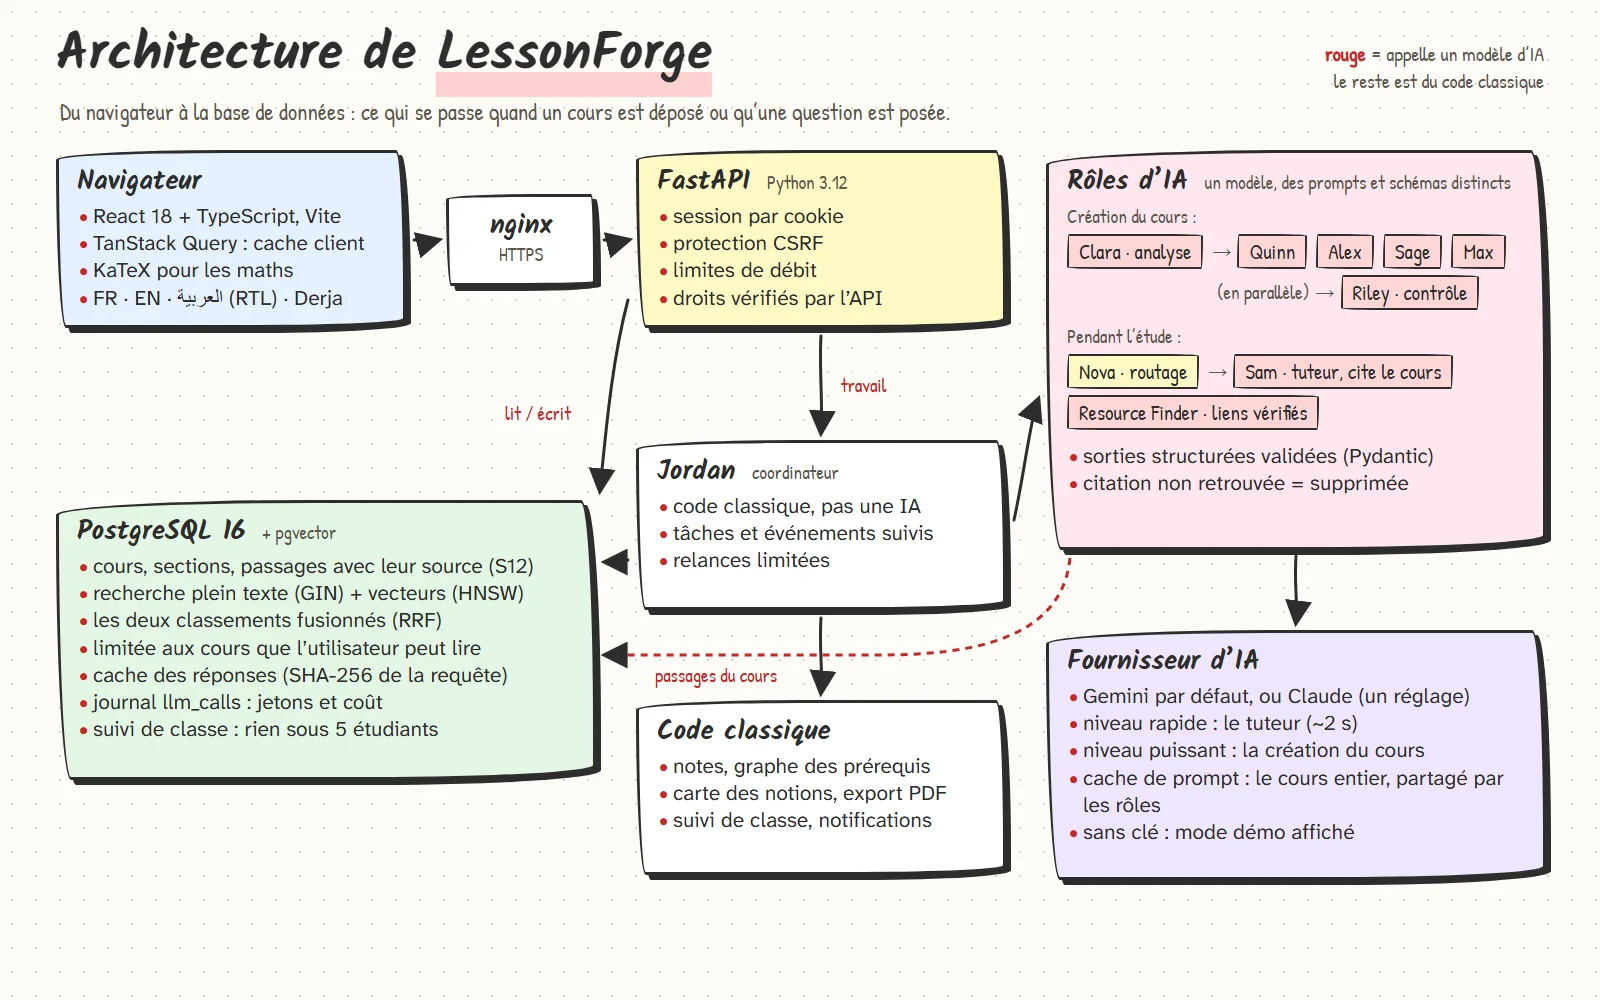 Architecture de LessonForge
rouge = appelle un modèle d'IA
le reste est du code classique
Du navigateur à la base de données : ce qui se passe quand un cours est déposé ou qu'une question est posée.
Navigateur
• React 18 + TypeScript, Vite
• TanStack Query : cache client
• KaTeX pour les maths
• FR · EN · العربية (RTL) · Derja
nginx
HTTPS
FastAPI Python 3.12
• session par cookie
• protection CSRF
• limites de débit
• droits vérifiés par l'API
Rôles d'IA un modèle, des prompts et schémas distincts
Création du cours :
Clara · analyse → Quinn Alex Sage Max
(en parallèle) → Riley · contrôle
Pendant l'étude :
Nova · routage → Sam · tuteur, cite le cours
Resource Finder · liens vérifiés
• sorties structurées validées (Pydantic)
• citation non retrouvée = supprimée
lit / écrit
travail
Jordan coordinateur
• code classique, pas une IA
• tâches et événements suivis
• relances limitées
PostgreSQL 16 + pgvector
• cours, sections, passages avec leur source (S12)
• recherche plein texte (GIN) + vecteurs (HNSW)
• les deux classements fusionnés (RRF)
• limitée aux cours que l'utilisateur peut lire
• cache des réponses (SHA-256 de la requête)
• journal llm_calls : jetons et coût
• suivi de classe : rien sous 5 étudiants
passages du cours
Code classique
• notes, graphe des prérequis
• carte des notions, export PDF
• suivi de classe, notifications
Fournisseur d'IA
• Gemini par défaut, ou Claude (un réglage)
• niveau rapide : le tuteur (~2 s)
• niveau puissant : la création du cours
• cache de prompt : le cours entier, partagé par
les rôles
• sans clé : mode démo affiché